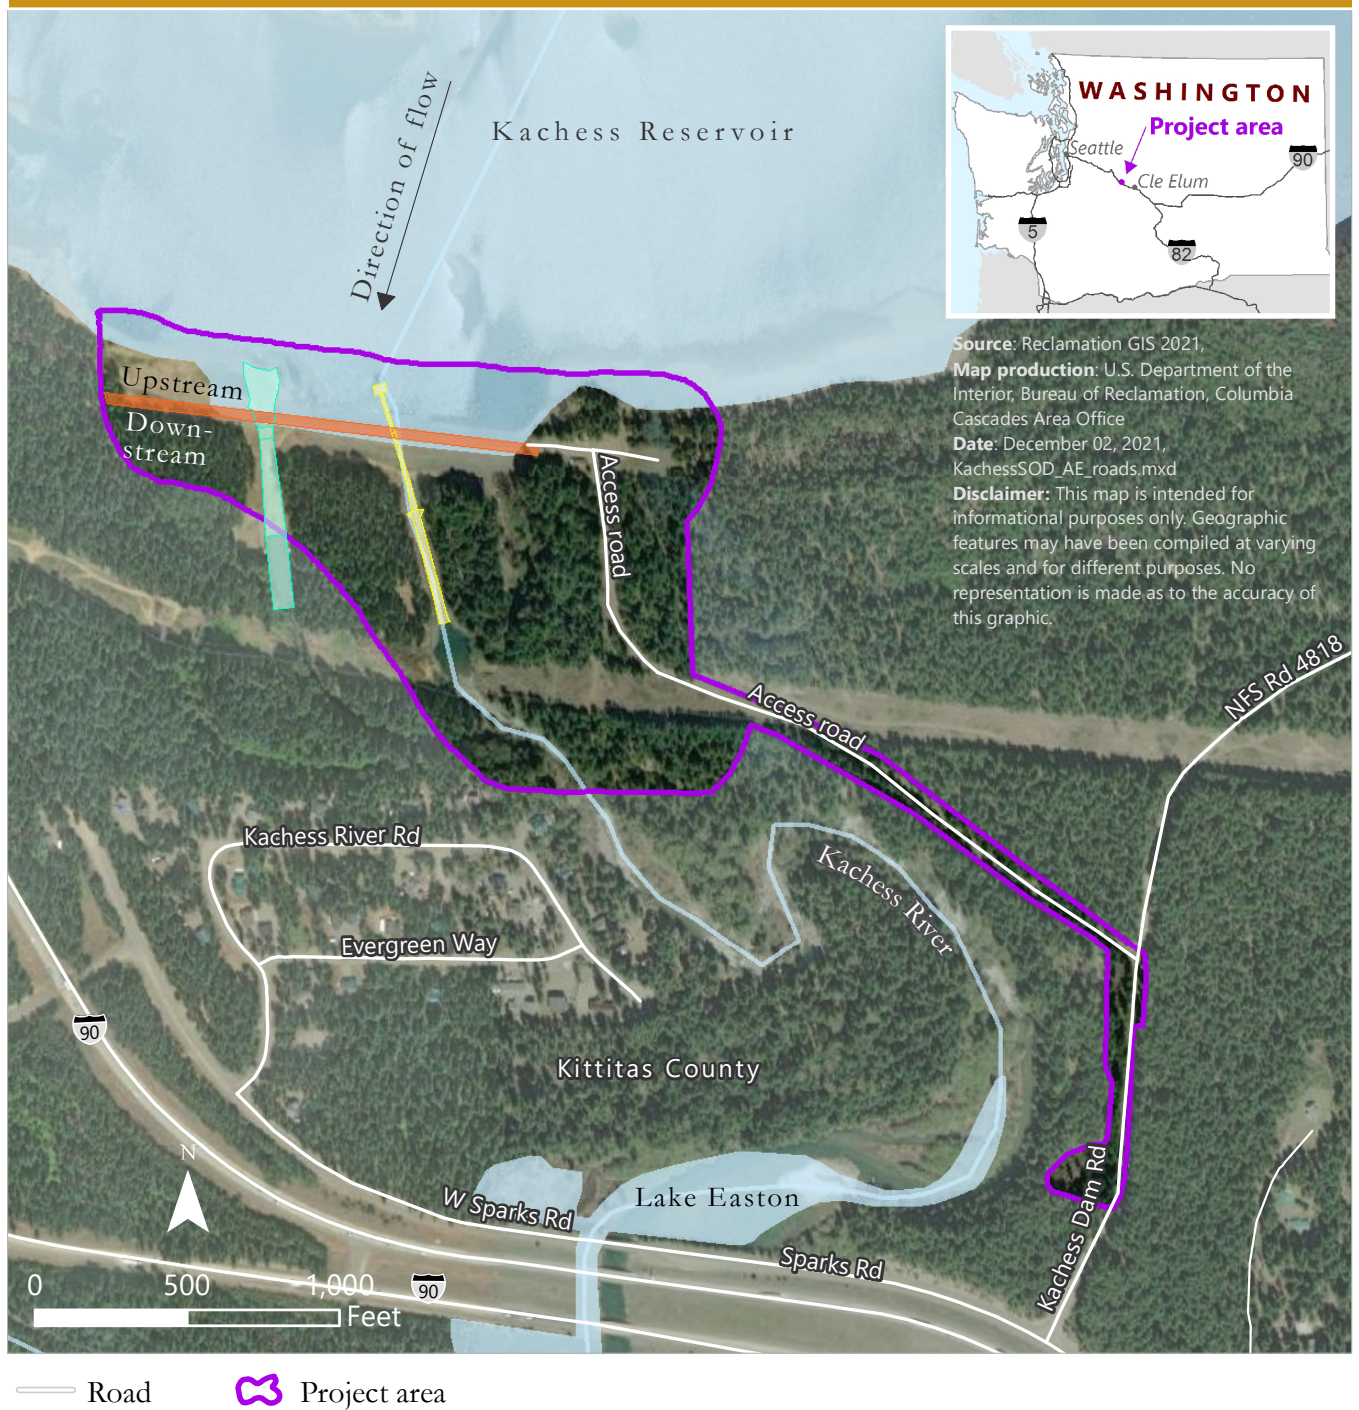 Kachess Reservoir
Direction of flow
WASHINGTON
Project area
Seattle
90
Cle Elum
5
82
Source: Reclamation GIS 2021,
Map production: U.S. Department of the
Interior, Bureau of Reclamation, Columbia
Cascades Area Office
Date: December 02, 2021,
KachessSOD_AE_roads.mxd
Disclaimer: This map is intended for
informational purposes only. Geographic
features may have been compiled at varying
scales and for different purposes. No
representation is made as to the accuracy of
this graphic.
Upstream
Down-
stream
Access road
Access road
NFS Rd 4818
Kachess River Rd
Kachess River
Evergreen Way
90
Kittitas County
N
W Sparks Rd
Lake Easton
Kachess Dam Rd
Sparks Rd
0 500 1,000
Feet
90
Road
Project area